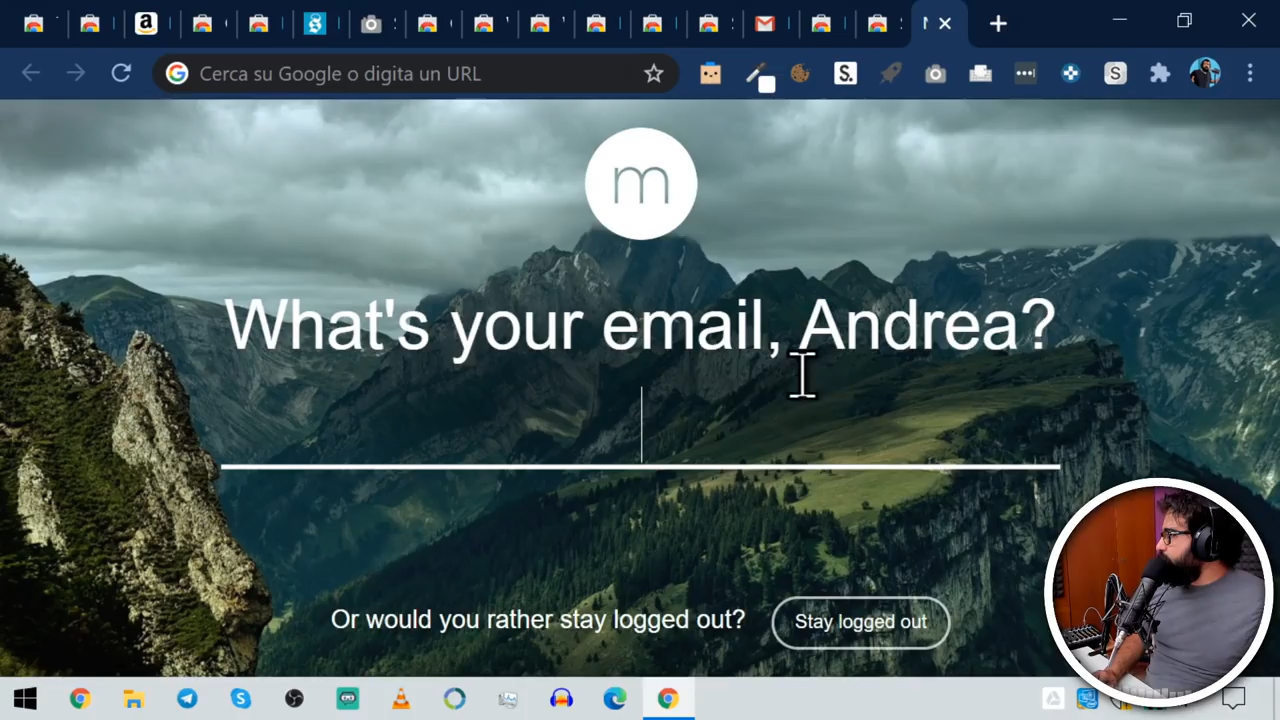 Cerca su Google o digita un URL
m
What's your email, Andrea?
Or would you rather stay logged out?
Stay logged out